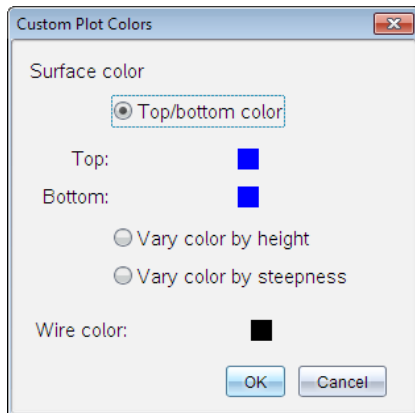 Custom Plot Colors
Surface color
Top/bottom color
Top:
Bottom:
Vary color by height
Vary color by steepness
Wire color:
OK Cancel